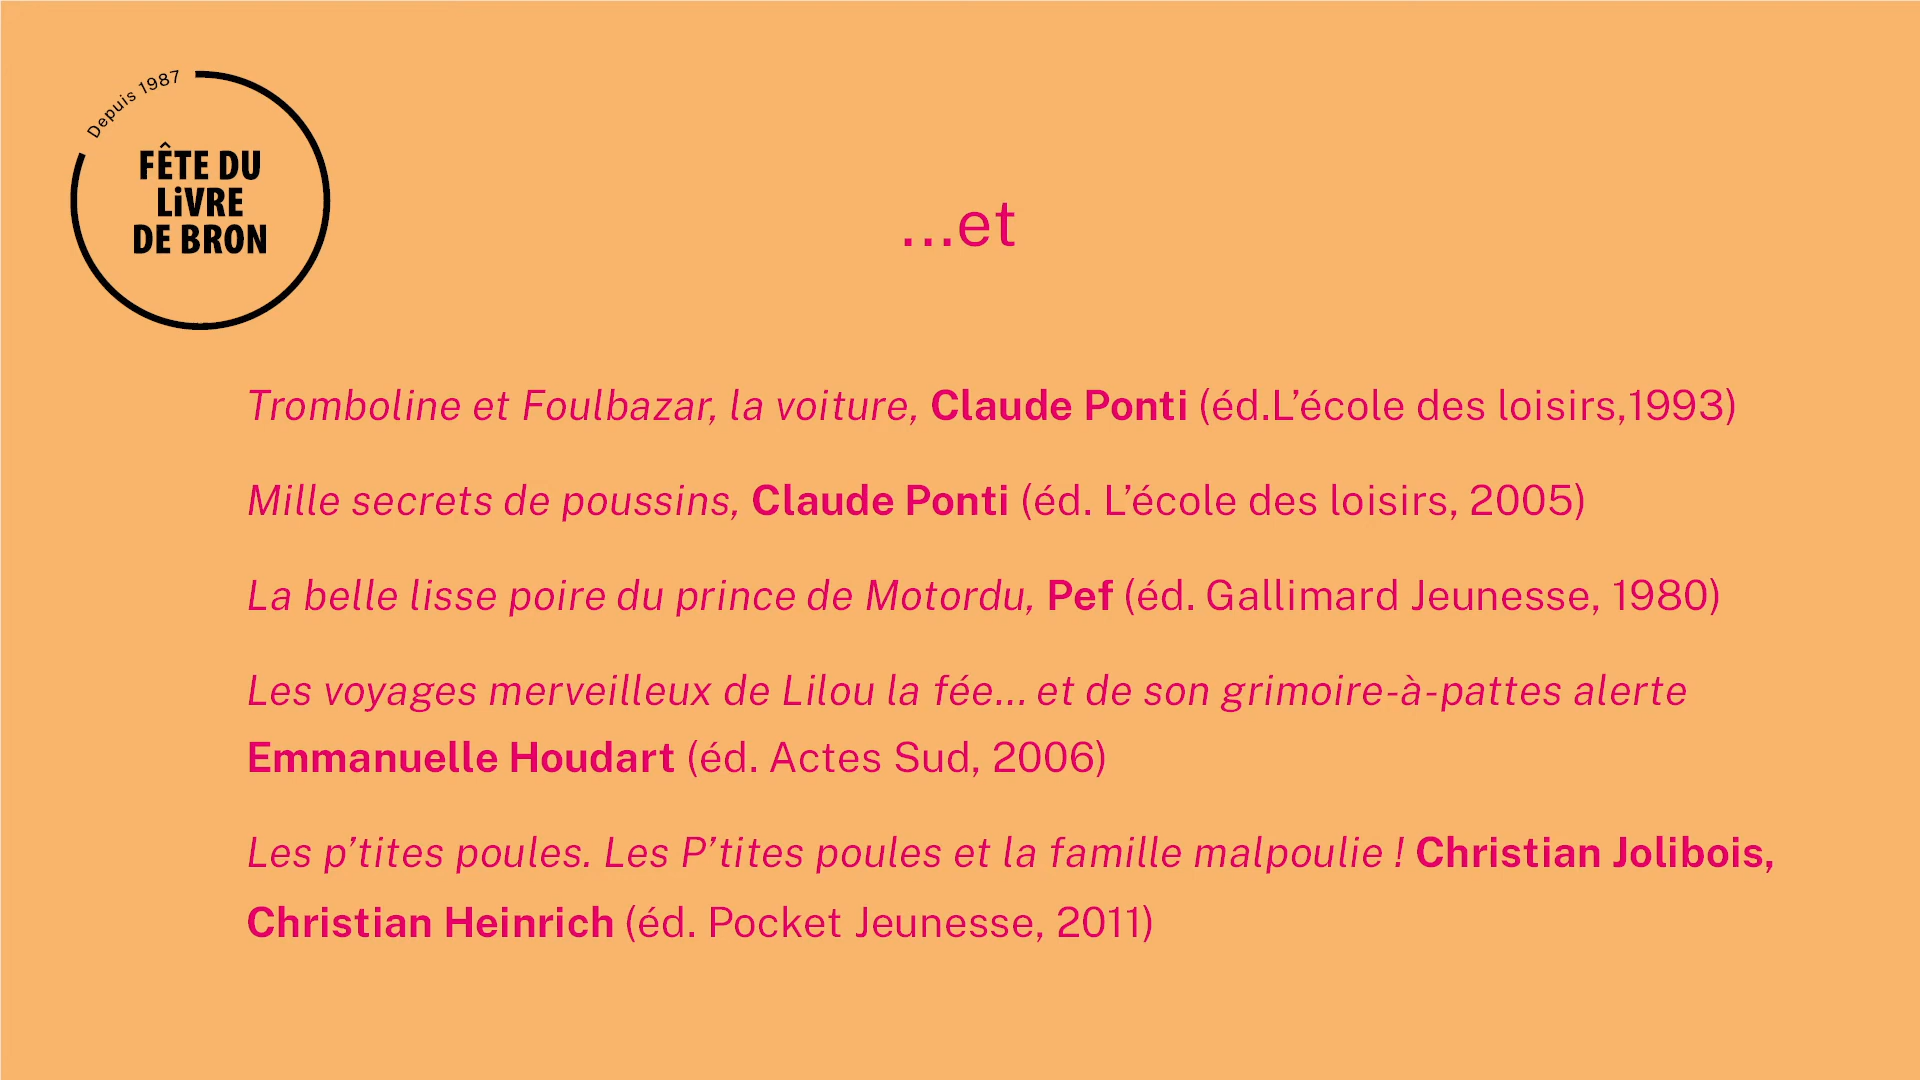 Depuis 1987
FÊTE DU
LiVRE
DE BRON
...et
Tromboline et Foulbazar, la voiture, Claude Ponti (éd.L’école des loisirs,1993)
Mille secrets de poussins, Claude Ponti (éd. L’école des loisirs, 2005)
La belle lisse poire du prince de Motordu, Pef (éd. Gallimard Jeunesse, 1980)
Les voyages merveilleux de Lilou la fée... et de son grimoire-à-pattes alerte
Emmanuelle Houdart (éd. Actes Sud, 2006)
Les p’tites poules. Les P’tites poules et la famille malpoulie ! Christian Jolibois,
Christian Heinrich (éd. Pocket Jeunesse, 2011)